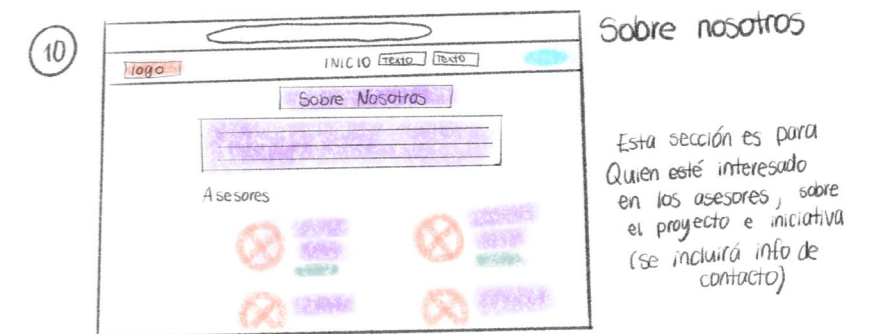 10
Sobre nosotros
logo
INICIO Texto Texto
Sobre Nosotros
Asesores
Esta sección es para
Quien esté interesado
en los asesores, sobre
el proyecto e iniciativa
(se incluirá info de
contacto)